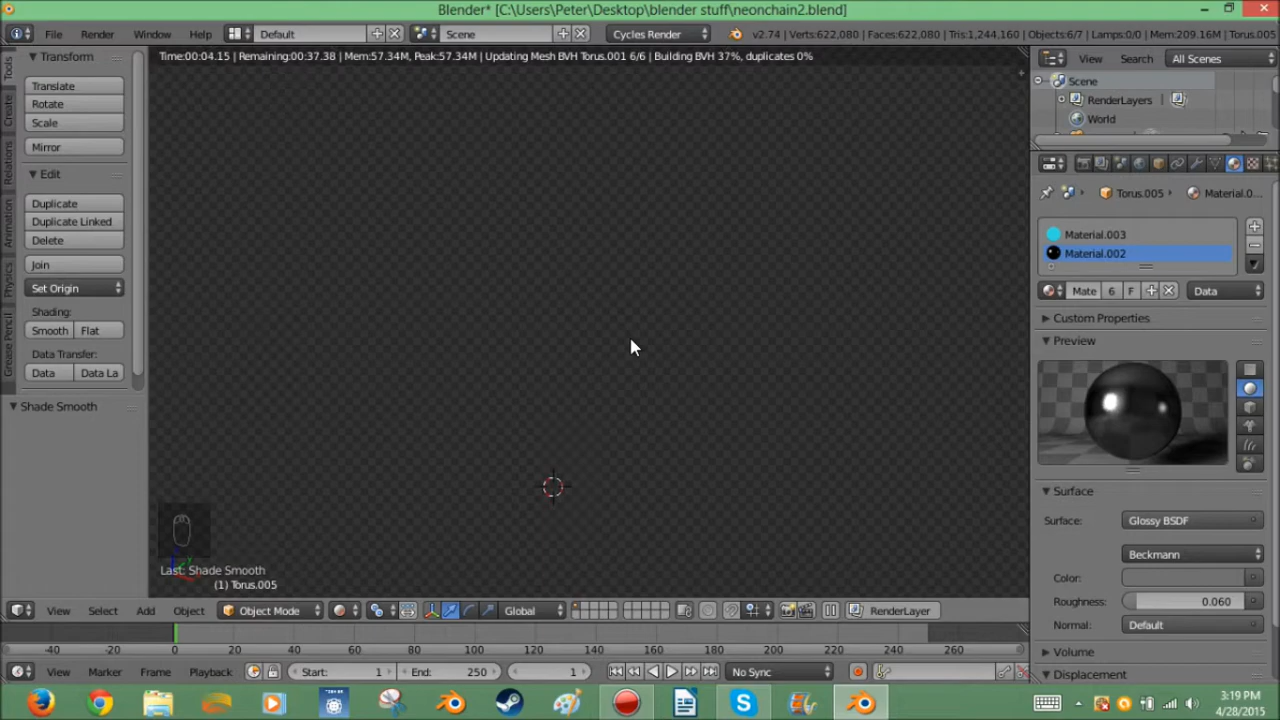 Blender* [C:\Users\Peter\Desktop\blender stuff\neonchain2.blend]
File Render Window Help Default Scene Cycles Render v2.74 | Verts:622,080 | Faces:622,080 | Tris:1,244,160 | Objects:6/7 | Lamps:0/0 | Mem:209.16M | Torus.005
Time:00:04.15 | Remaining:00:37.38 | Mem:57.34M, Peak:57.34M | Updating Mesh BVH Torus.001 6/6 | Building BVH 37%, duplicates 0%
Tools
Create
Relations
Animation
Physics
Grease Pencil
Transform
Translate
Rotate
Scale
Mirror
Edit
Duplicate
Duplicate Linked
Delete
Join
Set Origin
Shading:
Smooth Flat
Data Transfer:
Data Data La
Shade Smooth
Last: Shade Smooth
(1) Torus.005
View Search All Scenes
Scene
RenderLayers
World
Torus.005 Material.0...
Material.003
Material.002
Mate 6 F Data
Custom Properties
Preview
Surface
Surface: Glossy BSDF
Beckmann
Color:
Roughness: 0.060
Normal: Default
Volume
Displacement
View Select Add Object Object Mode Global RenderLayer
-40 -20 0 20 40 60 80 100 120 140 160 180 200 220 240 260
View Marker Frame Playback Start: 1 End: 250 1 No Sync
3:19 PM
4/28/2015